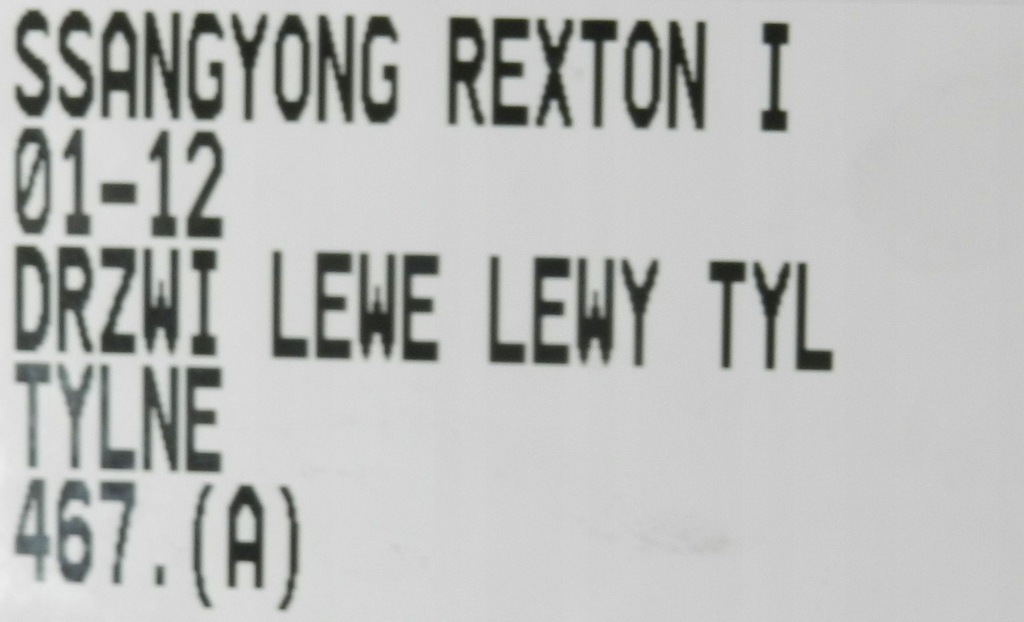 SSANGYONG REXTON I
01-12
DRZWI LEWE LEWY TYL
TYLNE
467.(A)